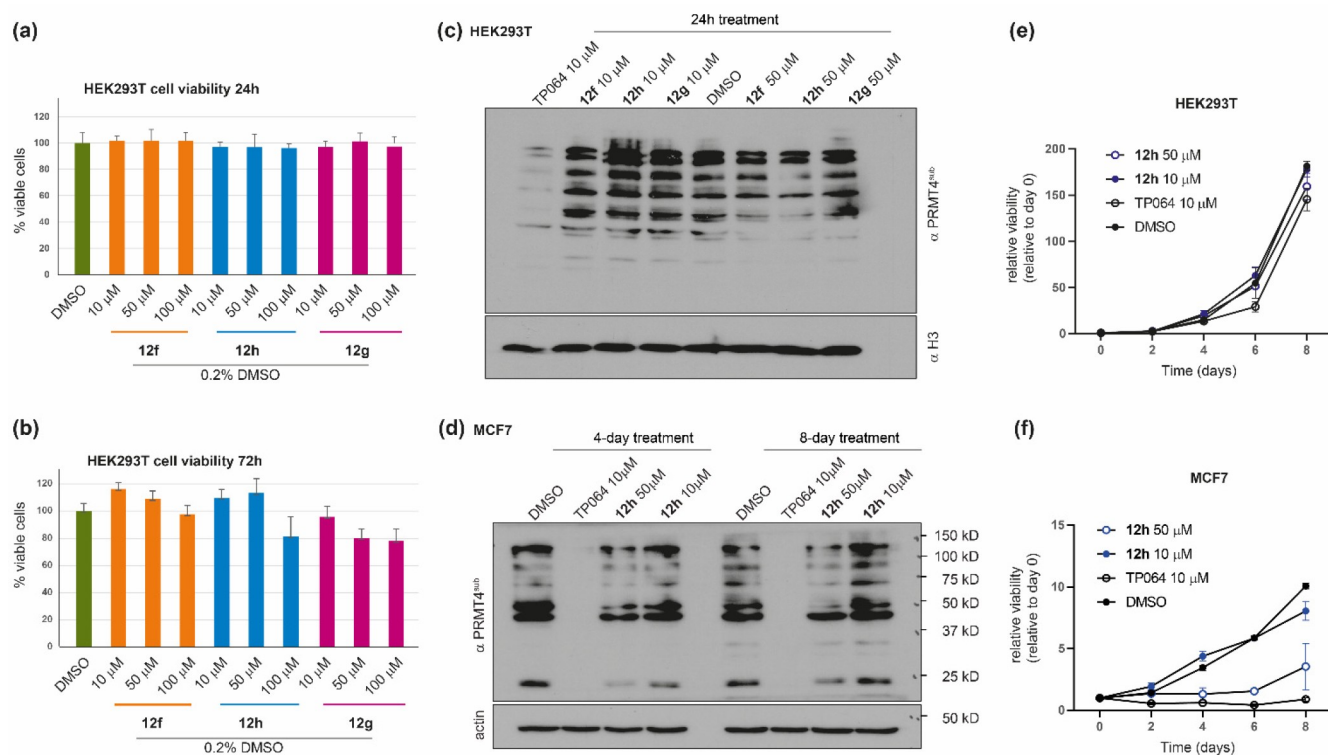 (a)
HEK293T cell viability 24h
% viable cells
120
100
80
60
40
20
0
DMSO
10 µM
50 µM
100 µM
10 µM
50 µM
100 µM
10 µM
50 µM
100 µM
12f
12h
12g
0.2% DMSO
(b)
HEK293T cell viability 72h
% viable cells
120
100
80
60
40
20
0
DMSO
10 µM
50 µM
100 µM
10 µM
50 µM
100 µM
10 µM
50 µM
100 µM
12f
12h
12g
0.2% DMSO
(c) HEK293T
24h treatment
TP064 10 µM
12f 10 µM
12h 10 µM
12g 10 µM
DMSO
12f 50 µM
12h 50 µM
12g 50 µM
α PRMT4sub
α H3
(d) MCF7
4-day treatment
8-day treatment
DMSO
TP064 10µM
12h 50µM
12h 10µM
DMSO
TP064 10µM
12h 50µM
12h 10µM
α PRMT4sub
150 kD
100 kD
75 kD
50 kD
37 kD
25 kD
actin
50 kD
(e)
HEK293T
relative viability
(relative to day 0)
200
150
100
50
0
12h 50 µM
12h 10 µM
TP064 10 µM
DMSO
0 2 4 6 8
Time (days)
(f)
MCF7
relative viability
(relative to day 0)
15
10
5
0
12h 50 µM
12h 10 µM
TP064 10 µM
DMSO
0 2 4 6 8
Time (days)